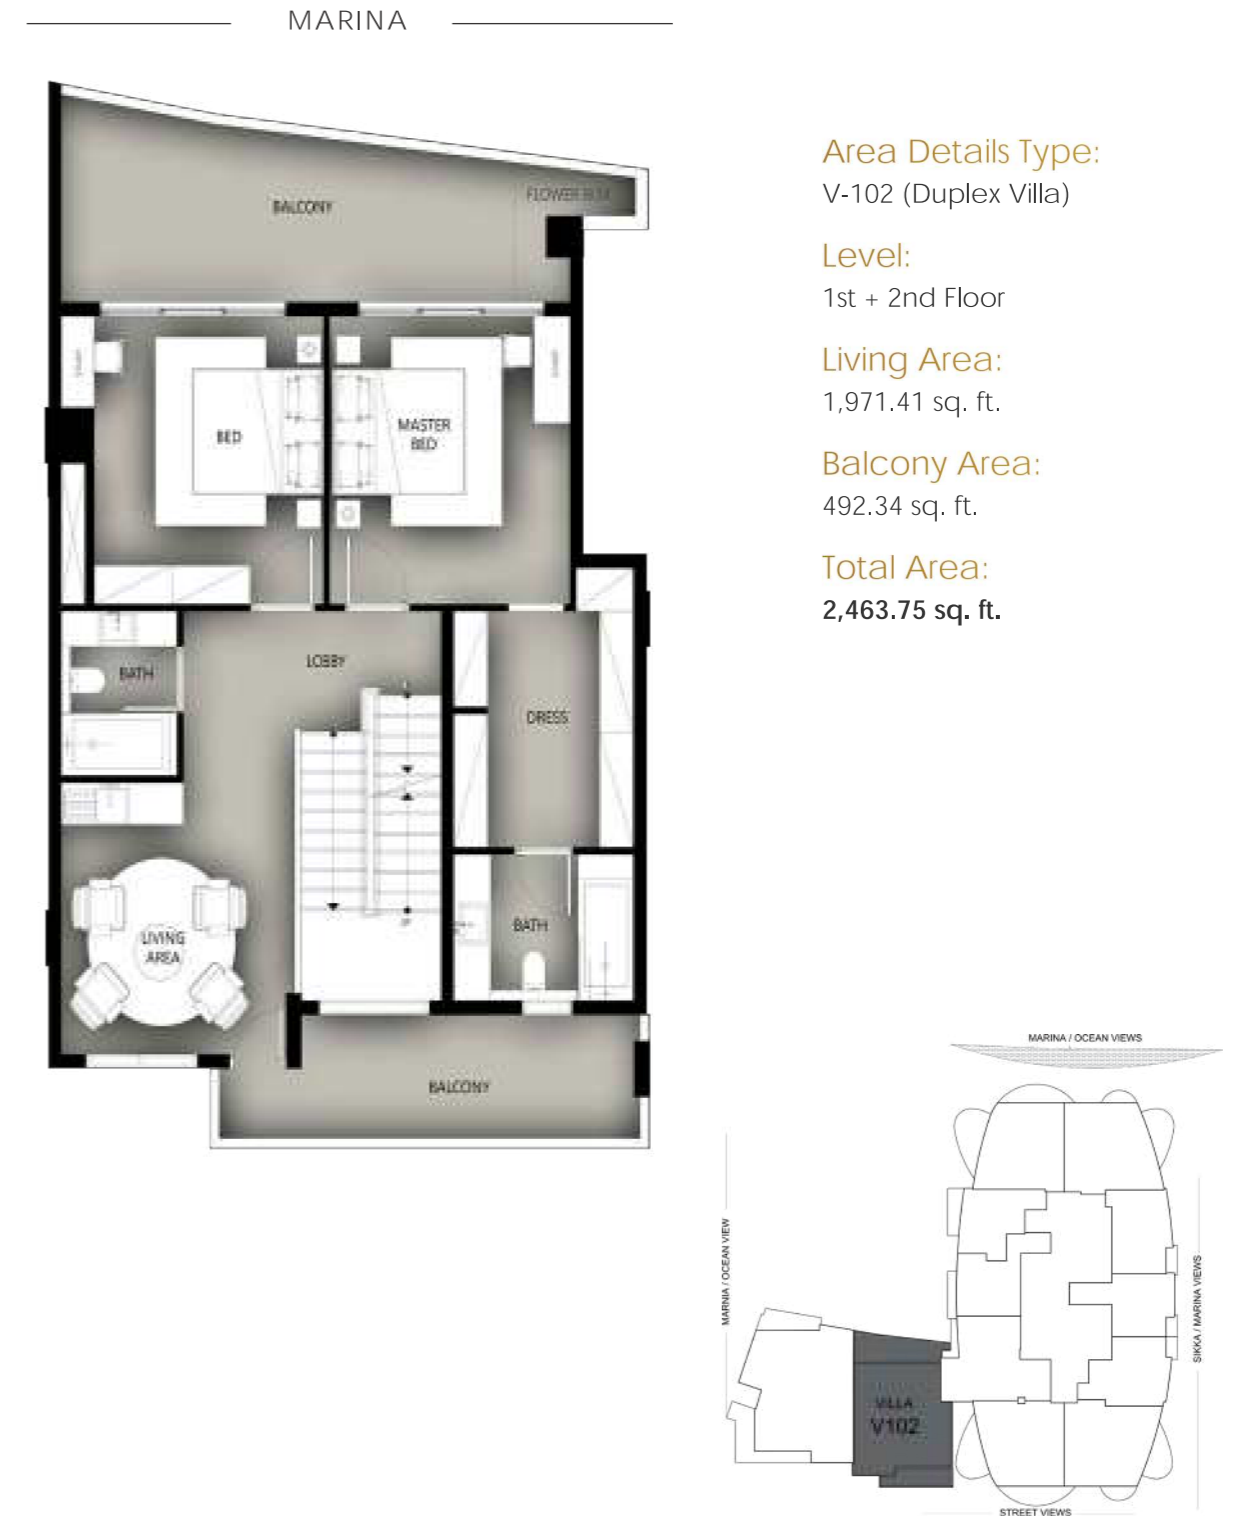 MARINA
Area Details Type:
V-102 (Duplex Villa)
Level:
1st + 2nd Floor
Living Area:
1,971.41 sq. ft.
Balcony Area:
492.34 sq. ft.
Total Area:
2,463.75 sq. ft.
BALCONY
FLOWER
BED
MASTER
BED
LOBBY
BATH
DRESS
LIVING
AREA
BATH
BALCONY
MARINA / OCEAN VIEWS
MARNIA / OCEAN VIEW
SIKKA / MARINA VIEWS
VILLA
V102
STREET VIEWS